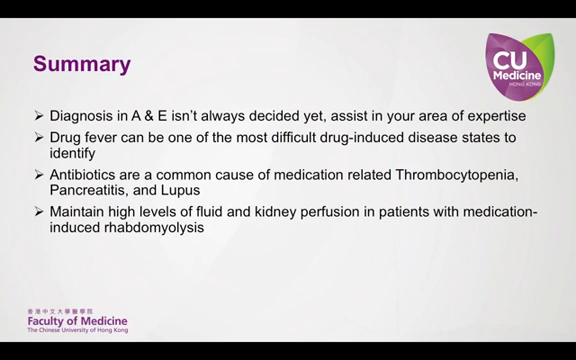 Summary
CU
Medicine
HONG KONG
➤ Diagnosis in A & E isn't always decided yet, assist in your area of expertise
➤ Drug fever can be one of the most difficult drug-induced disease states to
identify
➤ Antibiotics are a common cause of medication related Thrombocytopenia,
Pancreatitis, and Lupus
➤ Maintain high levels of fluid and kidney perfusion in patients with medication-
induced rhabdomyolysis
香港中文大學醫學院
Faculty of Medicine
The Chinese University of Hong Kong